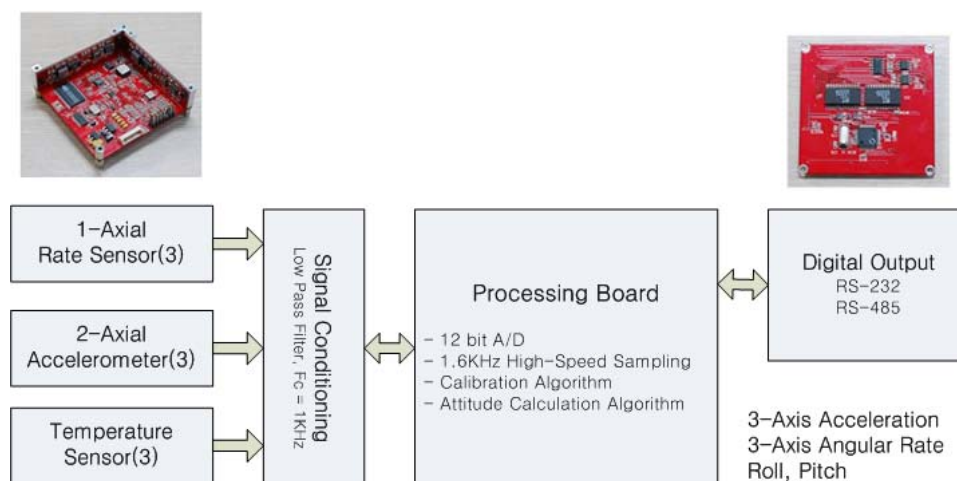 1-Axial
Rate Sensor(3)
2-Axial
Accelerometer(3)
Temperature
Sensor(3)
Signal Conditioning
Low Pass Filter, Fc = 1KHz
Processing Board
- 12 bit A/D
- 1.6KHz High-Speed Sampling
- Calibration Algorithm
- Attitude Calculation Algorithm
Digital Output
RS-232
RS-485
3-Axis Acceleration
3-Axis Angular Rate
Roll, Pitch